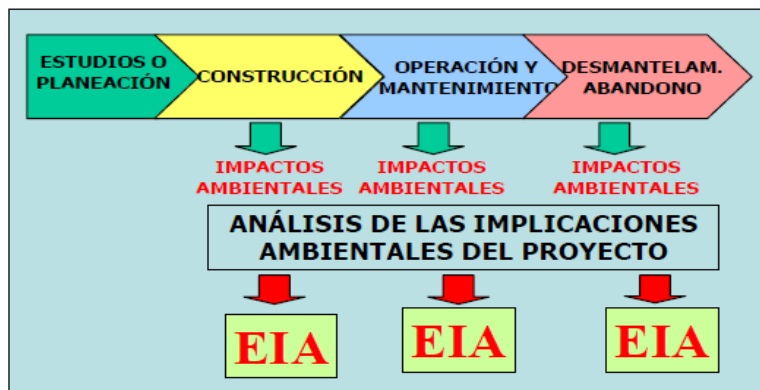 ESTUDIOS O
PLANEACIÓN
CONSTRUCCIÓN
OPERACIÓN Y
MANTENIMIENTO
DESMANTELAM.
ABANDONO
IMPACTOS
AMBIENTALES
IMPACTOS
AMBIENTALES
IMPACTOS
AMBIENTALES
ANÁLISIS DE LAS IMPLICACIONES
AMBIENTALES DEL PROYECTO
EIA
EIA
EIA